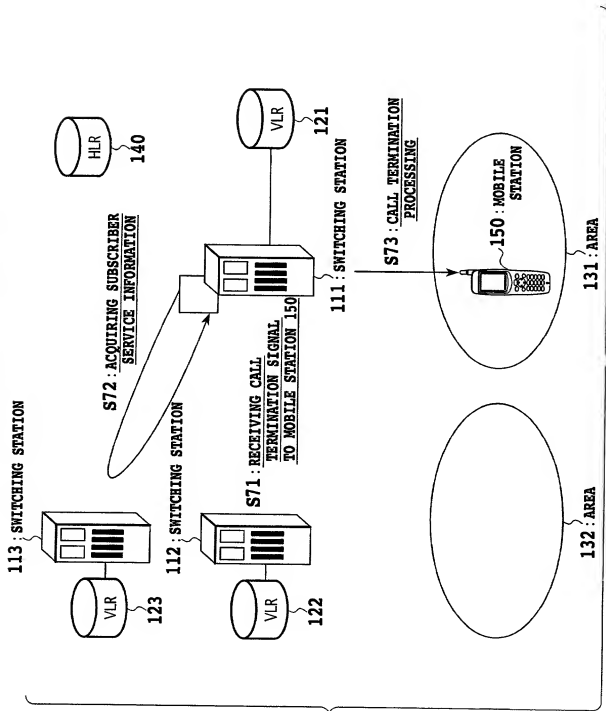 113:SWITCHING STATION
VLR
123
112:SWITCHING STATION
VLR
122
S72:ACQUIRING SUBSCRIBER
SERVICE INFORMATION
HLR
140
S71:RECEIVING CALL
TERMINATION SIGNAL
TO MOBILE STATION 150
VLR
121
111:SWITCHING STATION
S73:CALL TERMINATION
PROCESSING
150:MOBILE
STATION
131:AREA
132:AREA